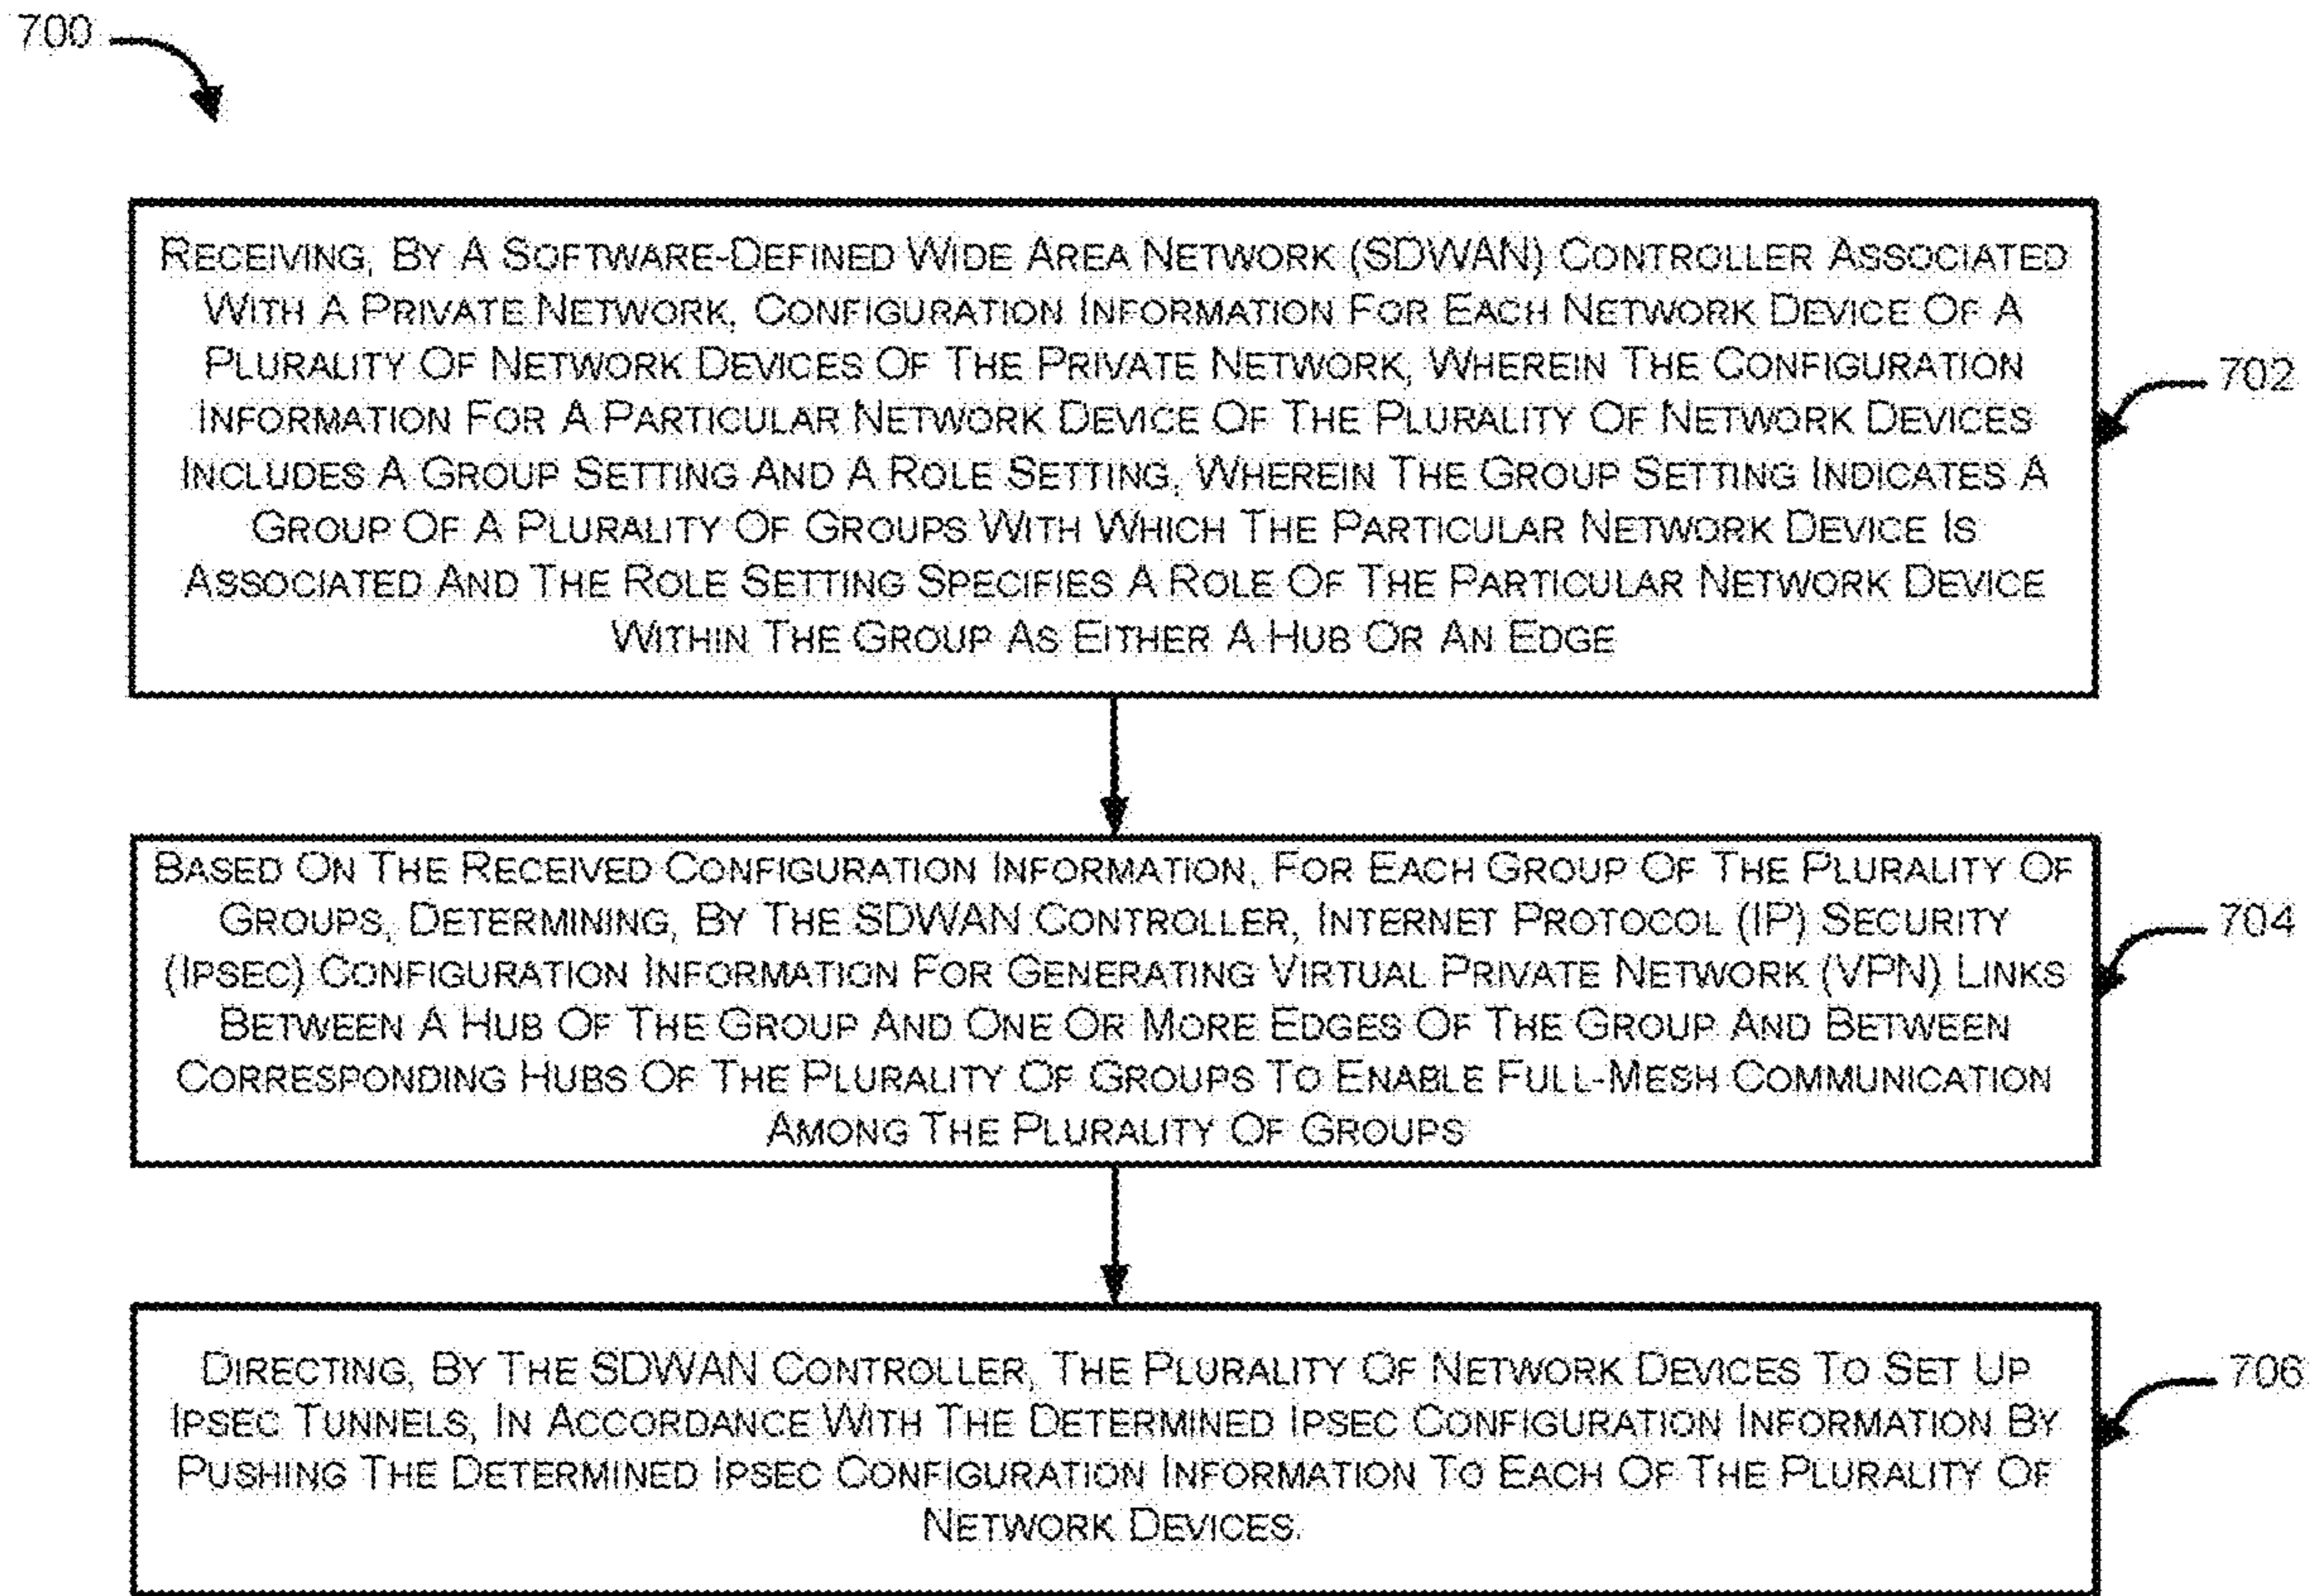 700
RECEIVING, BY A SOFTWARE-DEFINED WIDE AREA NETWORK (SDWAN) CONTROLLER ASSOCIATED
WITH A PRIVATE NETWORK, CONFIGURATION INFORMATION FOR EACH NETWORK DEVICE OF A
PLURALITY OF NETWORK DEVICES OF THE PRIVATE NETWORK, WHEREIN THE CONFIGURATION
INFORMATION FOR A PARTICULAR NETWORK DEVICE OF THE PLURALITY OF NETWORK DEVICES
INCLUDES A GROUP SETTING AND A ROLE SETTING, WHEREIN THE GROUP SETTING INDICATES A
GROUP OF A PLURALITY OF GROUPS WITH WHICH THE PARTICULAR NETWORK DEVICE IS
ASSOCIATED AND THE ROLE SETTING SPECIFIES A ROLE OF THE PARTICULAR NETWORK DEVICE
WITHIN THE GROUP AS EITHER A HUB OR AN EDGE
702
BASED ON THE RECEIVED CONFIGURATION INFORMATION, FOR EACH GROUP OF THE PLURALITY OF
GROUPS, DETERMINING, BY THE SDWAN CONTROLLER, INTERNET PROTOCOL (IP) SECURITY
(IPSEC) CONFIGURATION INFORMATION FOR GENERATING VIRTUAL PRIVATE NETWORK (VPN) LINKS
BETWEEN A HUB OF THE GROUP AND ONE OR MORE EDGES OF THE GROUP AND BETWEEN
CORRESPONDING HUBS OF THE PLURALITY OF GROUPS TO ENABLE FULL-MESH COMMUNICATION
AMONG THE PLURALITY OF GROUPS
704
DIRECTING, BY THE SDWAN CONTROLLER, THE PLURALITY OF NETWORK DEVICES TO SET UP
IPSEC TUNNELS, IN ACCORDANCE WITH THE DETERMINED IPSEC CONFIGURATION INFORMATION BY
PUSHING THE DETERMINED IPSEC CONFIGURATION INFORMATION TO EACH OF THE PLURALITY OF
NETWORK DEVICES.
706